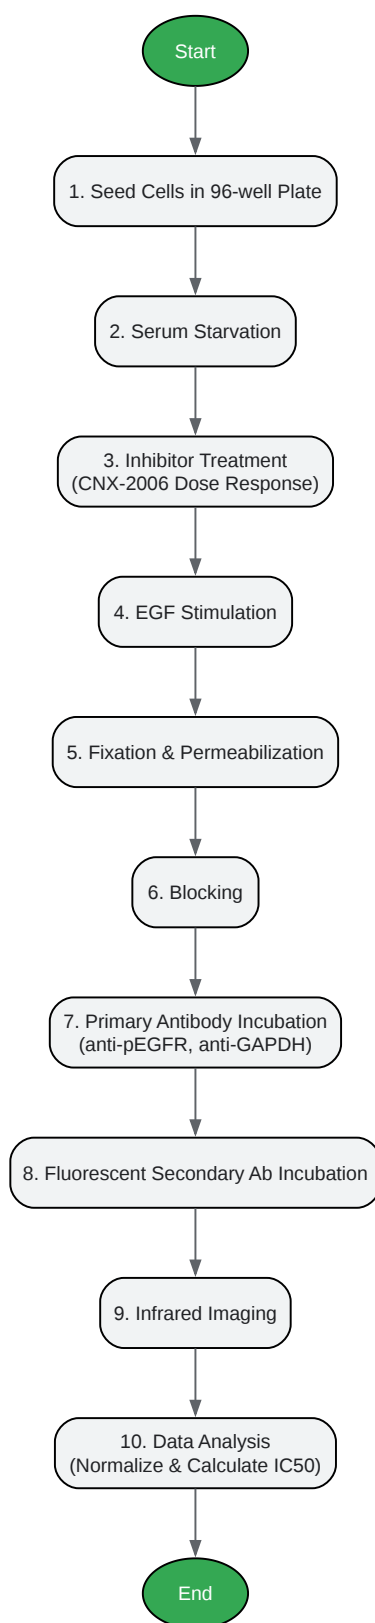 Start
1. Seed Cells in 96-well Plate
2. Serum Starvation
3. Inhibitor Treatment
(CNX-2006 Dose Response)
4. EGF Stimulation
5. Fixation & Permeabilization
6. Blocking
7. Primary Antibody Incubation
(anti-pEGFR, anti-GAPDH)
8. Fluorescent Secondary Ab Incubation
9. Infrared Imaging
10. Data Analysis
(Normalize & Calculate IC50)
End